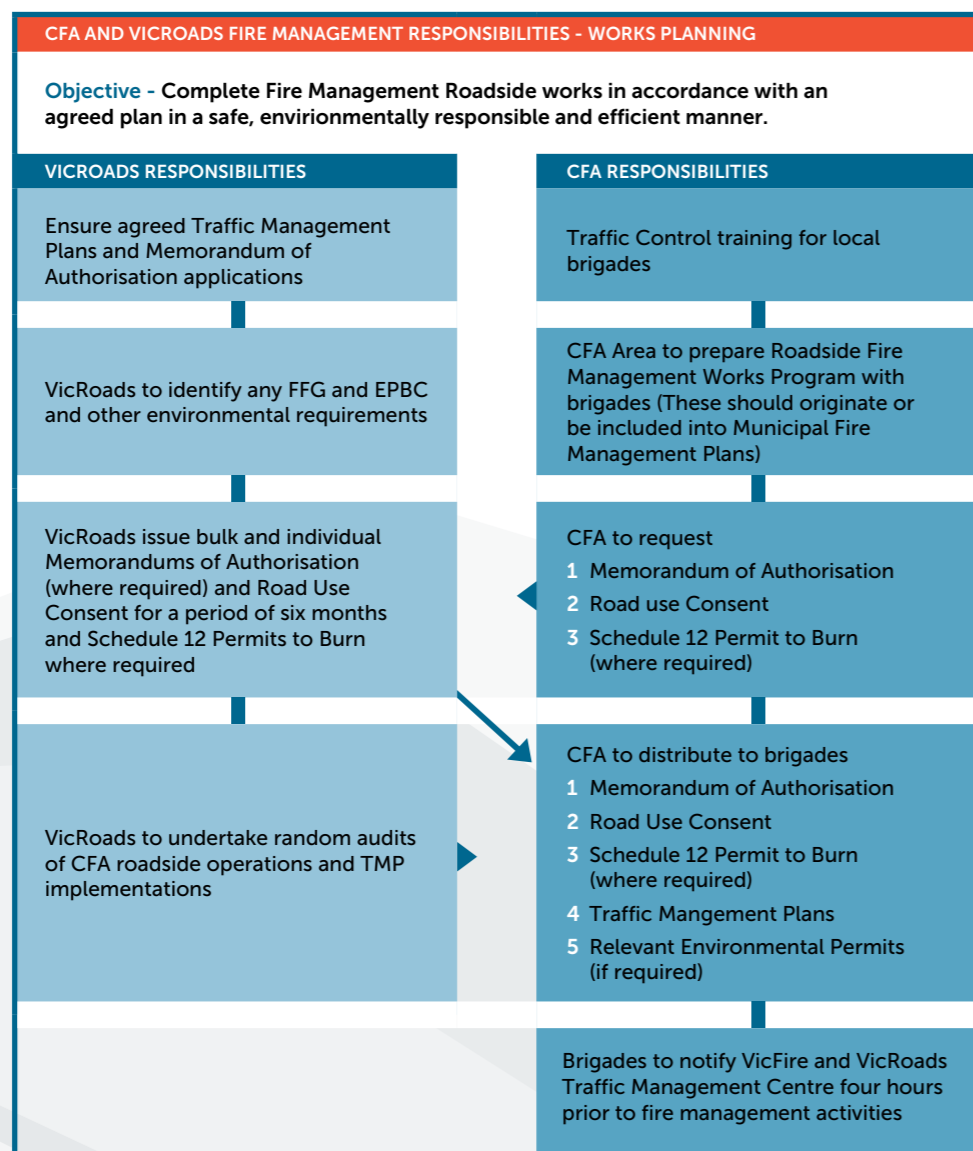 CFA AND VICROADS FIRE MANAGEMENT RESPONSIBILITIES - WORKS PLANNING
Objective - Complete Fire Management Roadside works in accordance with an
agreed plan in a safe, envirionmentally responsible and efficient manner.
VICROADS RESPONSIBILITIES
Ensure agreed Traffic Management
Plans and Memorandum of
Authorisation applications
VicRoads to identify any FFG and EPBC
and other environmental requirements
VicRoads issue bulk and individual
Memorandums of Authorisation
(where required) and Road Use
Consent for a period of six months
and Schedule 12 Permits to Burn
where required
VicRoads to undertake random audits
of CFA roadside operations and TMP
implementations
CFA RESPONSIBILITIES
Traffic Control training for local
brigades
CFA Area to prepare Roadside Fire
Management Works Program with
brigades (These should originate or
be included into Municipal Fire
Management Plans)
CFA to request
1 Memorandum of Authorisation
2 Road use Consent
3 Schedule 12 Permit to Burn
(where required)
CFA to distribute to brigades
1 Memorandum of Authorisation
2 Road Use Consent
3 Schedule 12 Permit to Burn
(where required)
4 Traffic Mangement Plans
5 Relevant Environmental Permits
(if required)
Brigades to notify VicFire and VicRoads
Traffic Management Centre four hours
prior to fire management activities